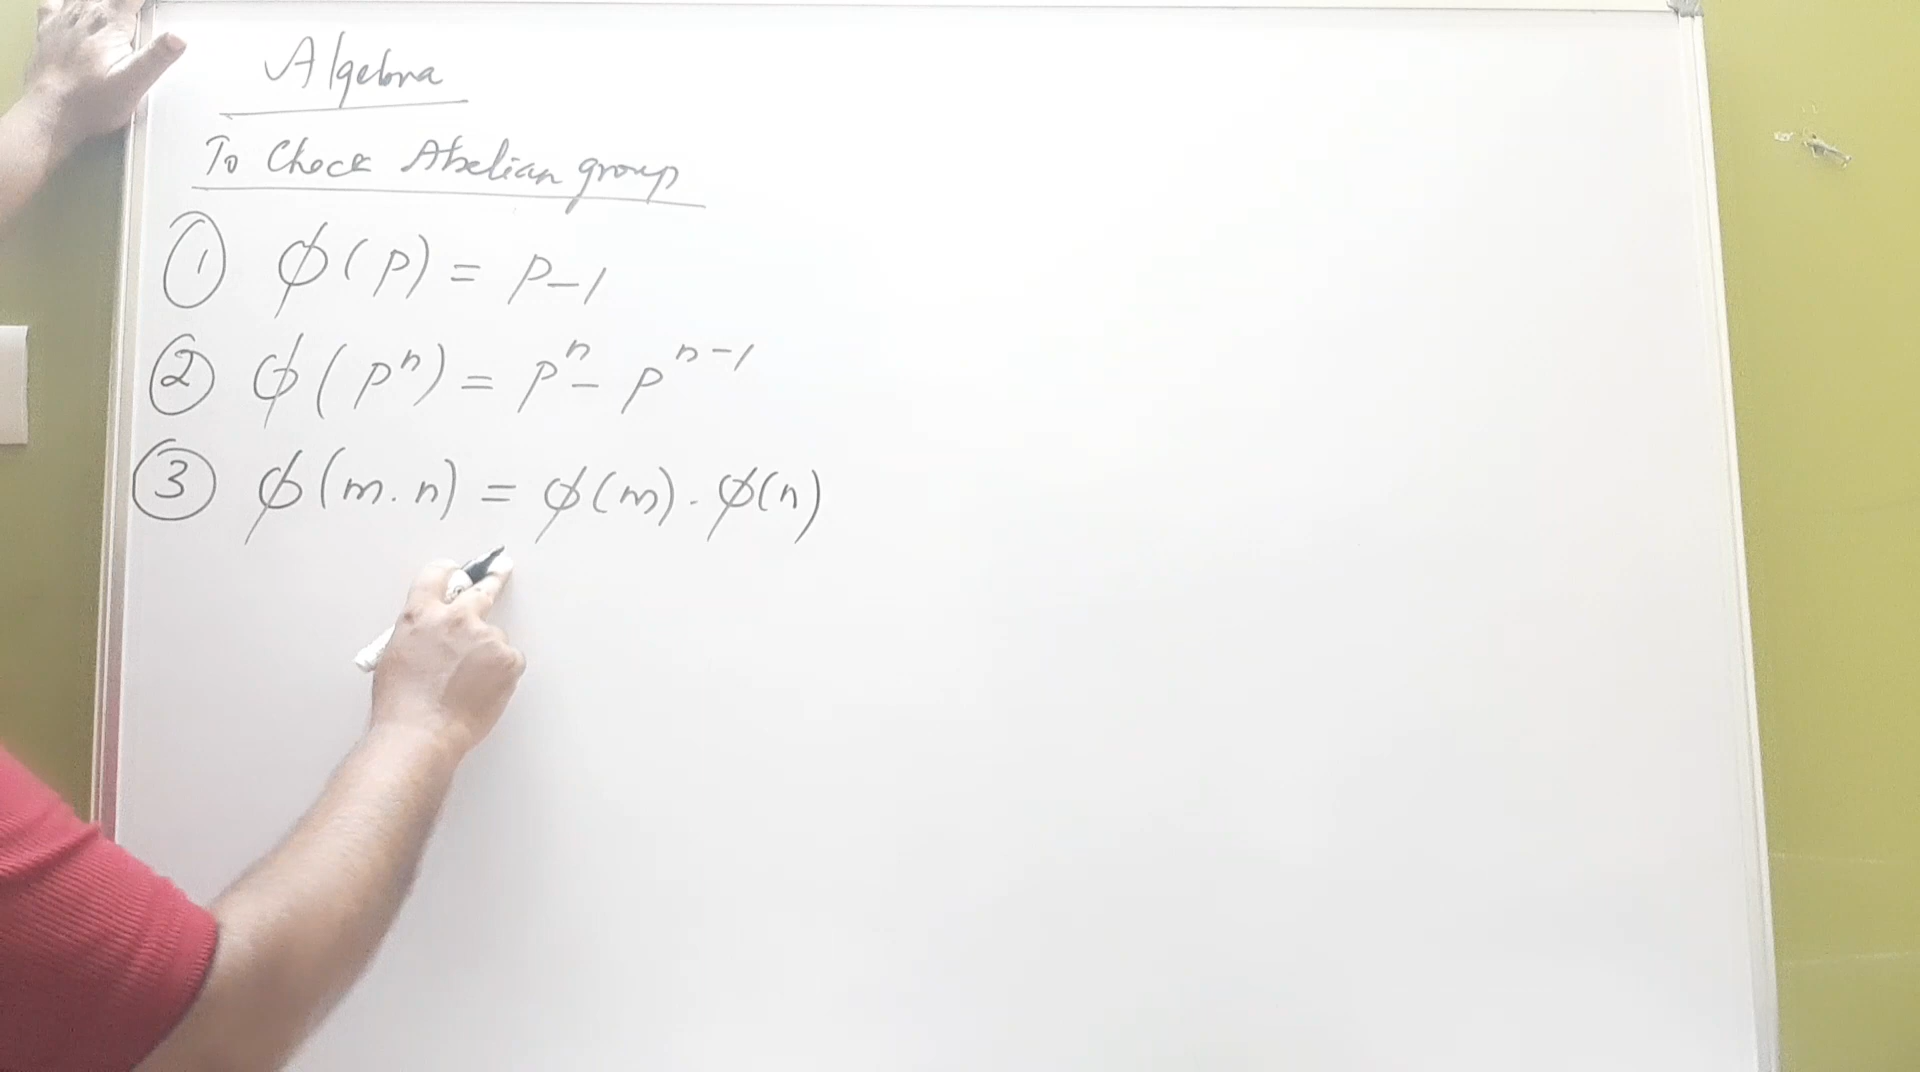 Algebra
To Check Abelian group
① ϕ(p) = p-1
② ϕ(pⁿ) = pⁿ - pⁿ⁻¹
③ ϕ(m.n) = ϕ(m).ϕ(n)